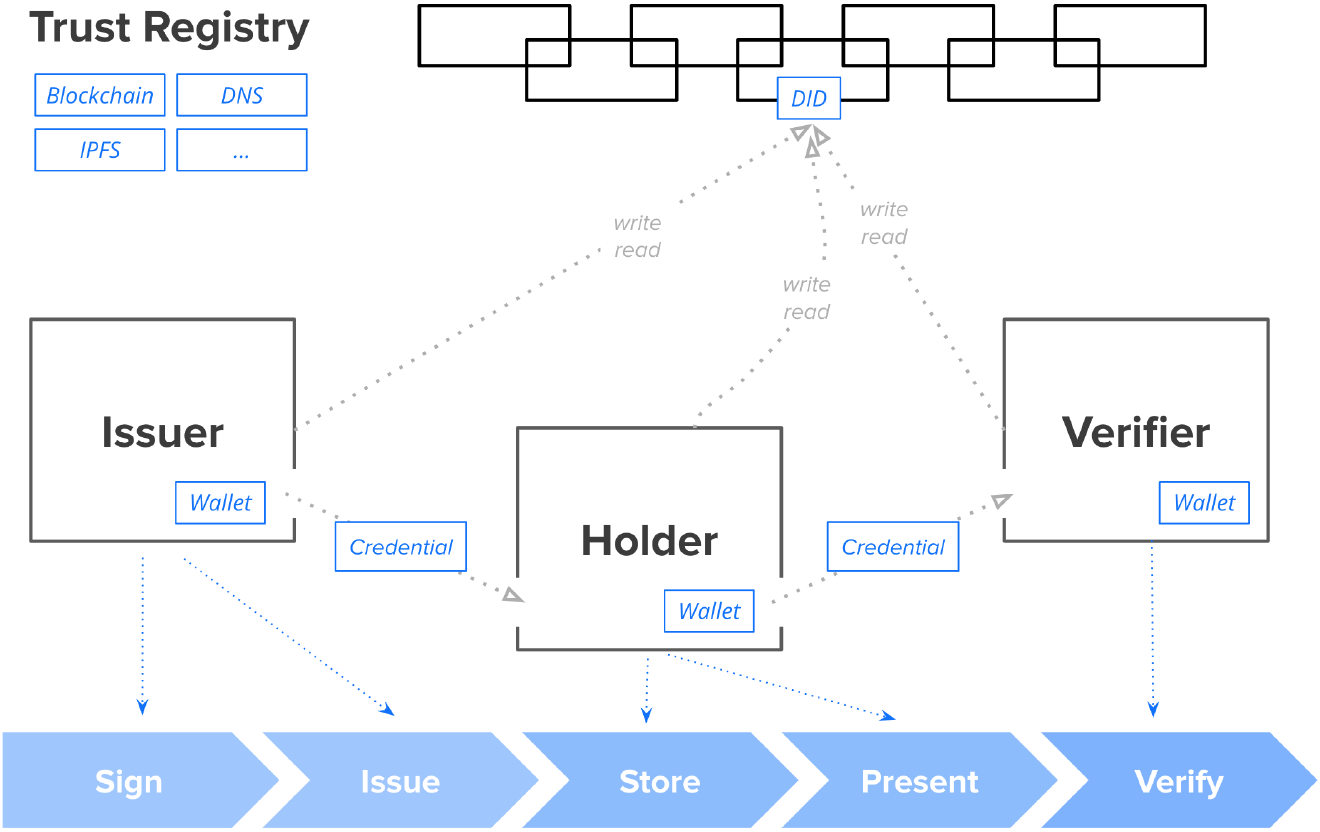 Trust Registry
Blockchain
DNS
IPFS
...
DID
write
read
write
read
write
read
Issuer
Wallet
Credential
Holder
Wallet
Credential
Verifier
Wallet
Sign
Issue
Store
Present
Verify